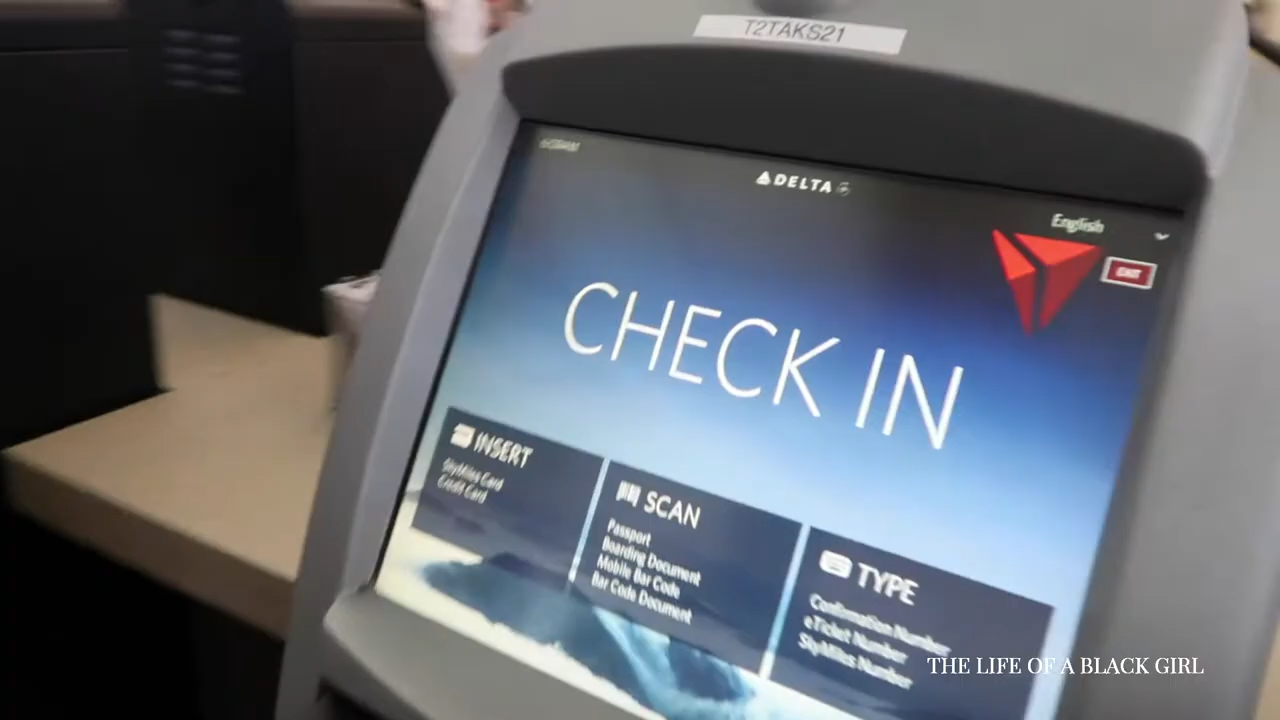 T2TAKS21
DELTA
English
EXIT
CHECK IN
INSERT
SkyMiles Card
Credit Card
SCAN
Passport
Boarding Document
Mobile Bar Code
Bar Code Document
TYPE
Confirmation Number
eTicket Number
SkyMiles Number
THE LIFE OF A BLACK GIRL